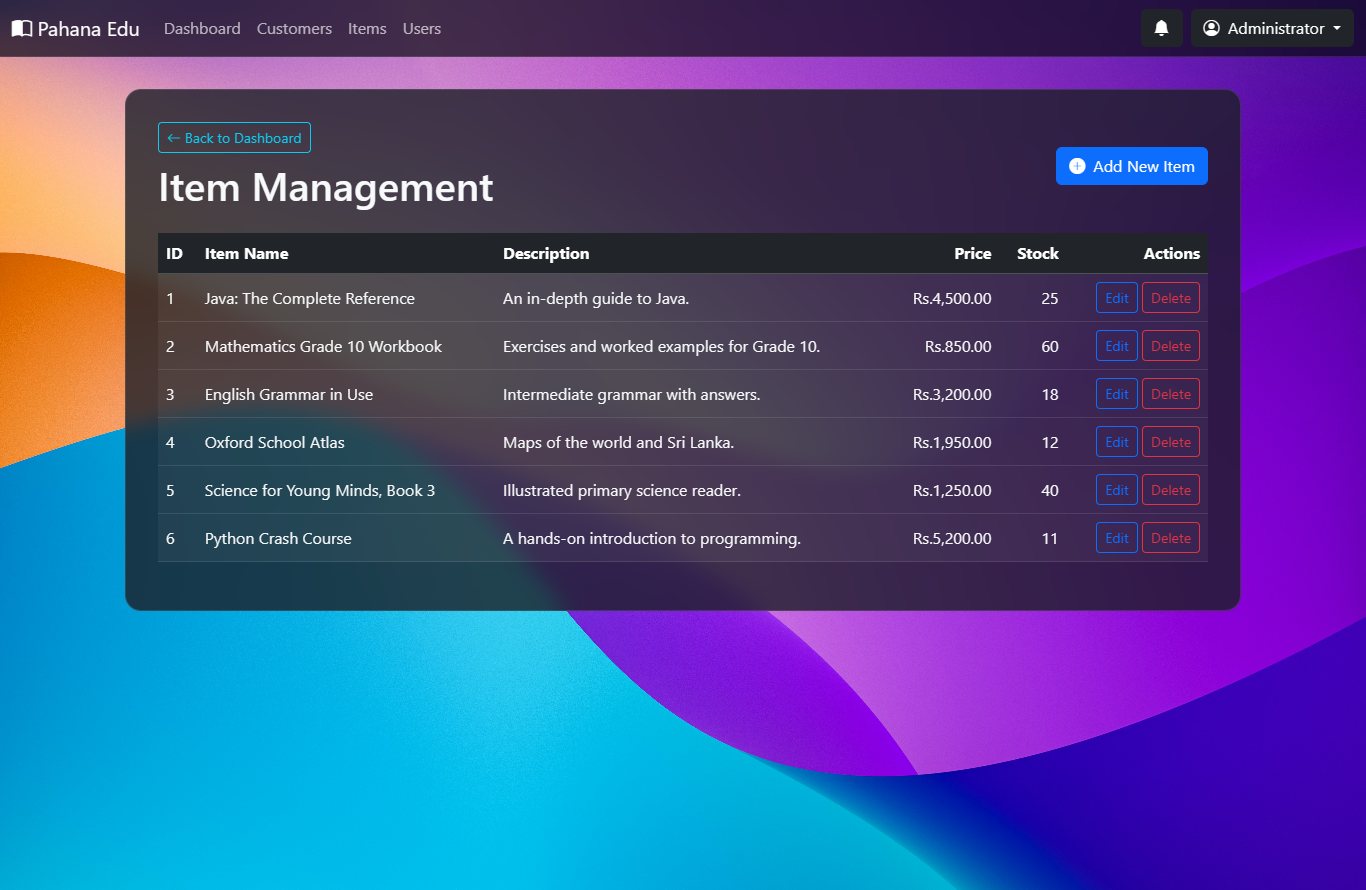 Pahana Edu Dashboard Customers Items Users Administrator
← Back to Dashboard
Item Management
Add New Item
ID Item Name Description Price Stock Actions
1 Java: The Complete Reference An in-depth guide to Java. Rs.4,500.00 25 Edit Delete
2 Mathematics Grade 10 Workbook Exercises and worked examples for Grade 10. Rs.850.00 60 Edit Delete
3 English Grammar in Use Intermediate grammar with answers. Rs.3,200.00 18 Edit Delete
4 Oxford School Atlas Maps of the world and Sri Lanka. Rs.1,950.00 12 Edit Delete
5 Science for Young Minds, Book 3 Illustrated primary science reader. Rs.1,250.00 40 Edit Delete
6 Python Crash Course A hands-on introduction to programming. Rs.5,200.00 11 Edit Delete